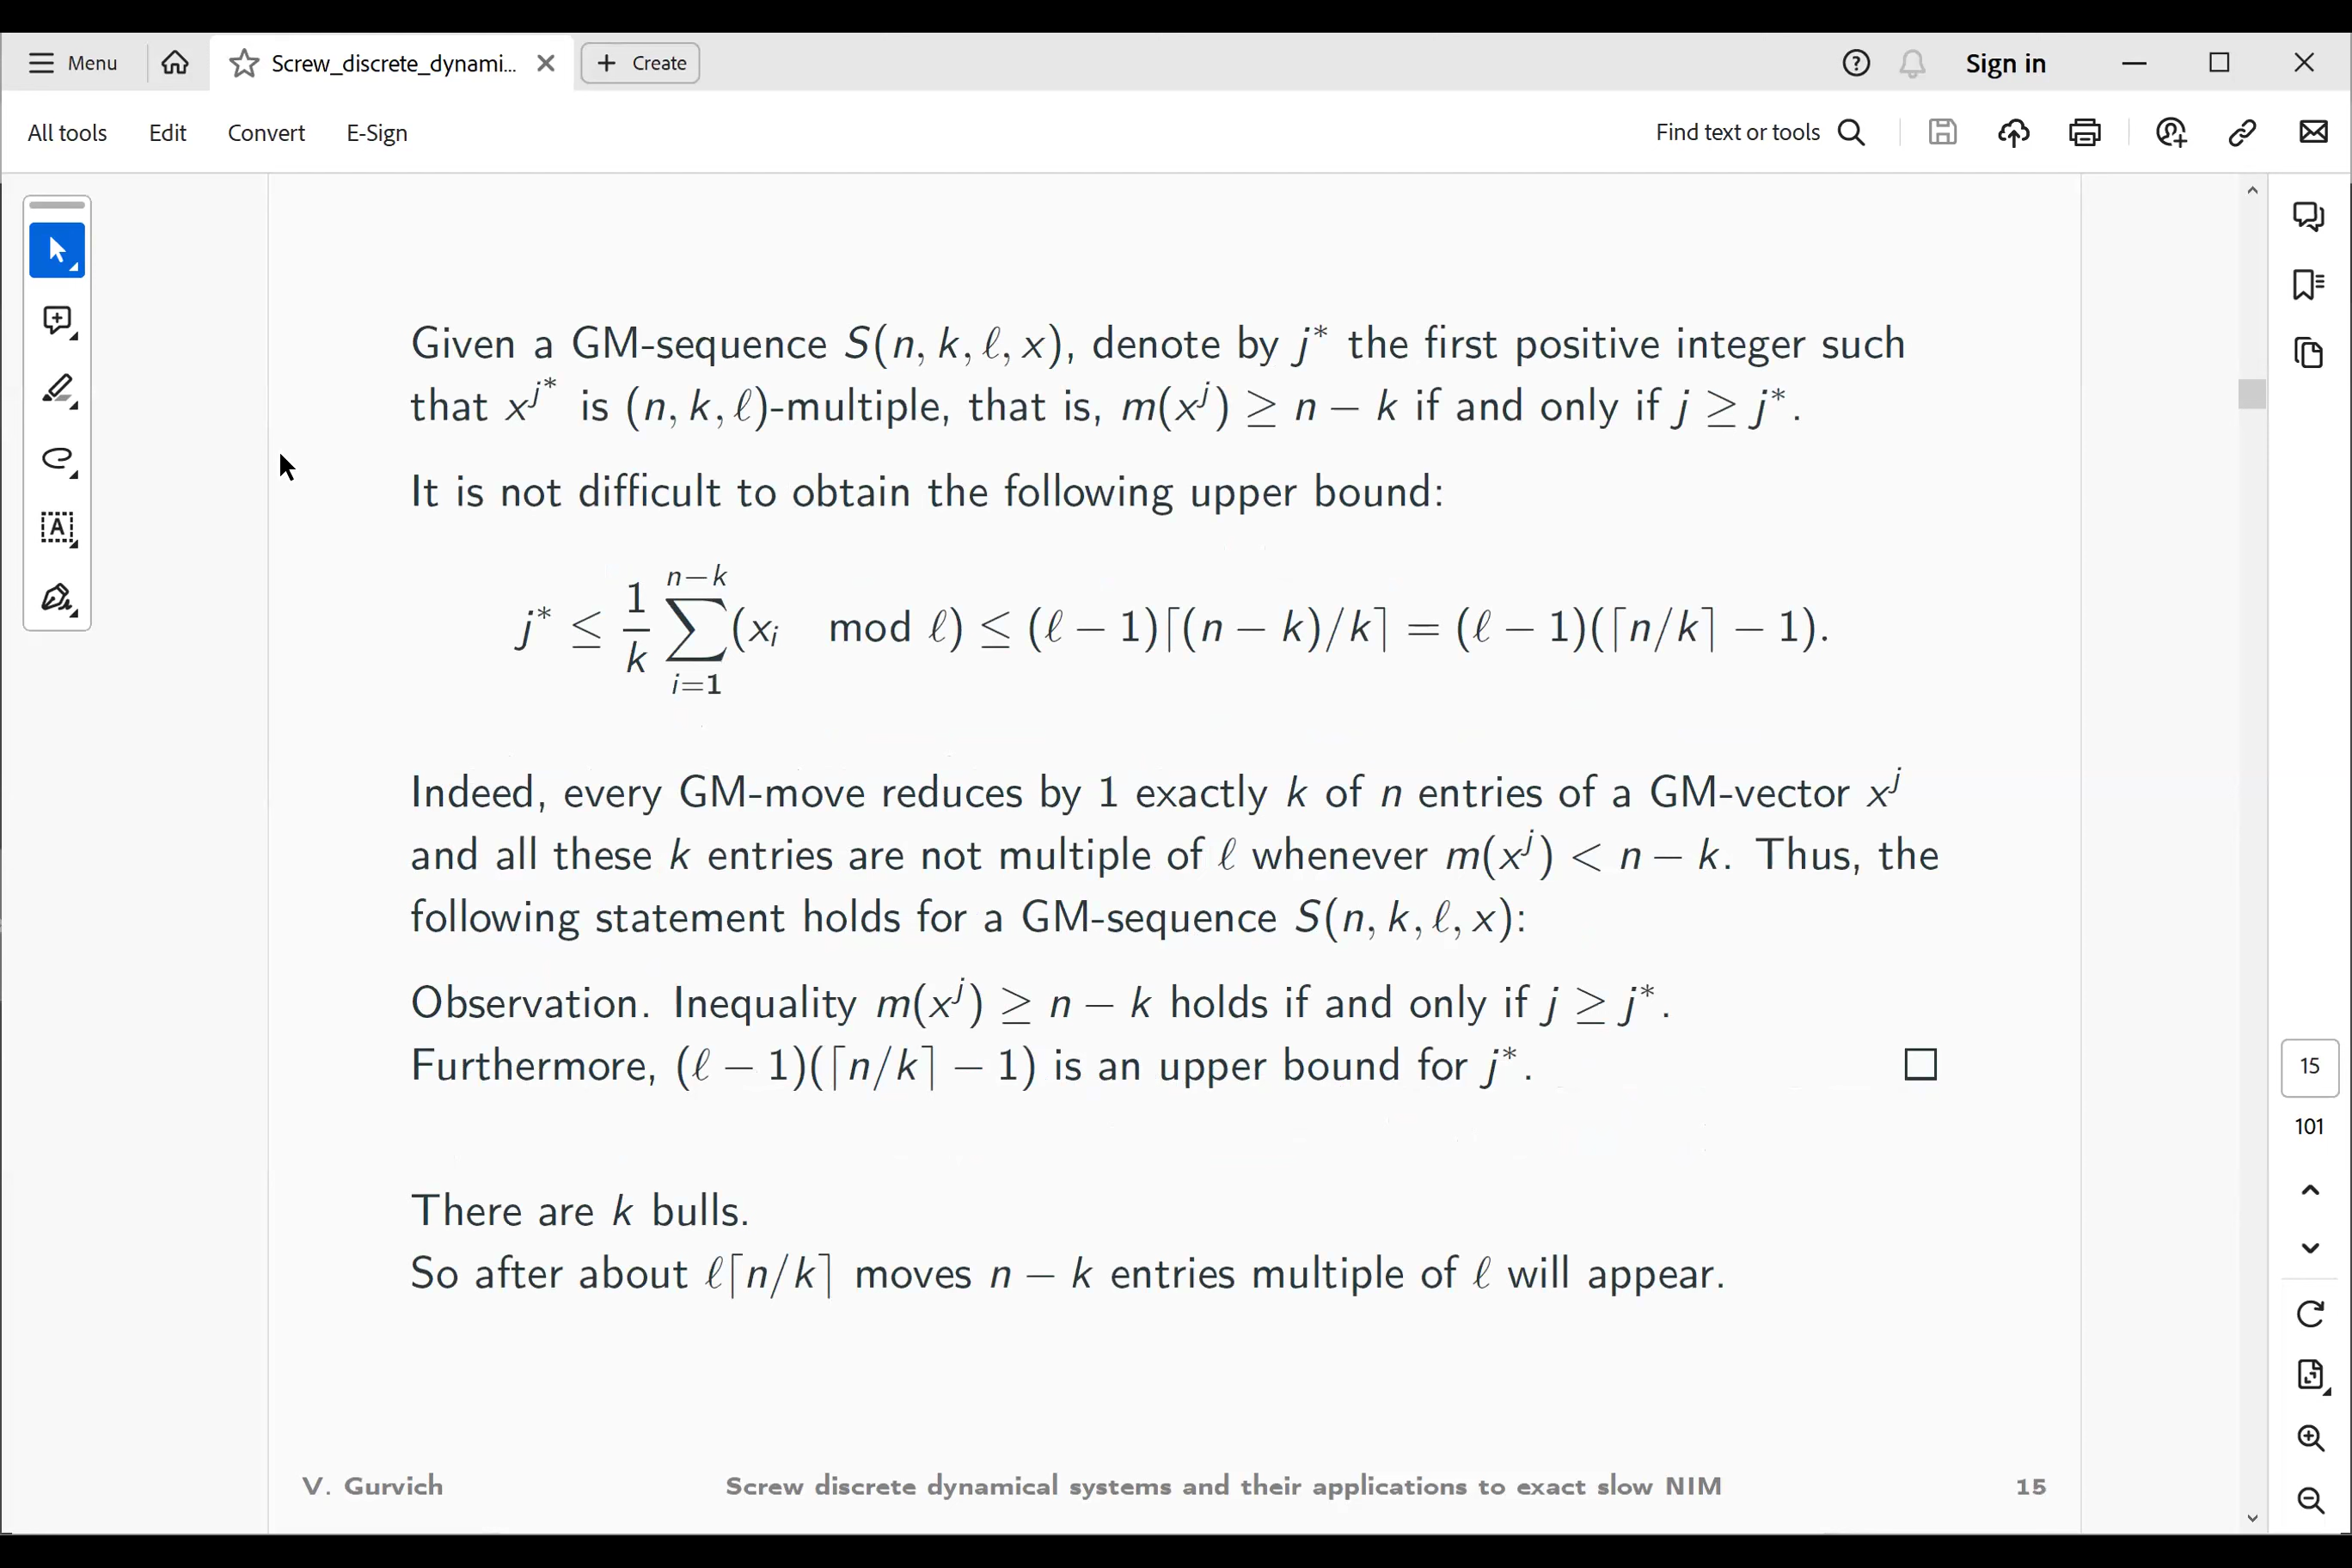 Menu
Screw_discrete_dynami...
Create
Sign in
All tools
Edit
Convert
E-Sign
Find text or tools
Given a GM-sequence S(n, k, ℓ, x), denote by j* the first positive integer such
that x^{j*} is (n, k, ℓ)-multiple, that is, m(x^j) ≥ n − k if and only if j ≥ j*.
It is not difficult to obtain the following upper bound:
j* ≤ \frac{1}{k} \sum_{i=1}^{n−k} (x_i mod ℓ) ≤ (ℓ − 1)⌈(n − k)/k⌉ = (ℓ − 1)(⌈n/k⌉ − 1).
Indeed, every GM-move reduces by 1 exactly k of n entries of a GM-vector x^j
and all these k entries are not multiple of ℓ whenever m(x^j) < n − k. Thus, the
following statement holds for a GM-sequence S(n, k, ℓ, x):
Observation. Inequality m(x^j) ≥ n − k holds if and only if j ≥ j*.
Furthermore, (ℓ − 1)(⌈n/k⌉ − 1) is an upper bound for j*. □
There are k bulls.
So after about ℓ⌈n/k⌉ moves n − k entries multiple of ℓ will appear.
V. Gurvich
Screw discrete dynamical systems and their applications to exact slow NIM
15
15
101